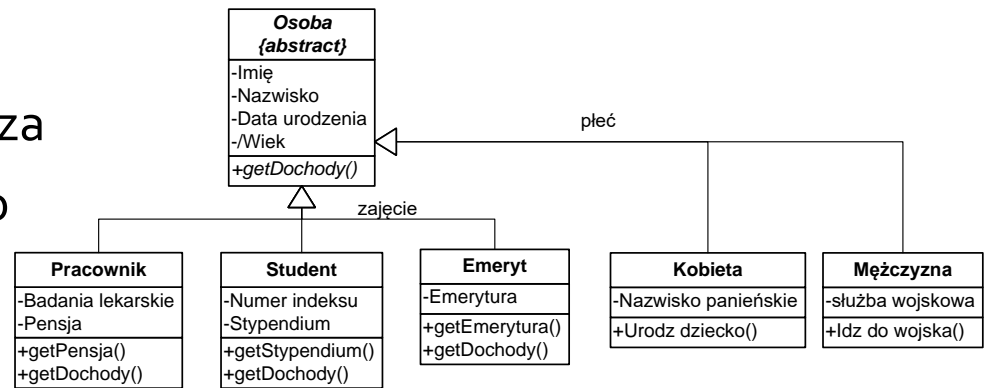 Osoba
{abstract}
-Imię
-Nazwisko
-Data urodzenia
-/Wiek
+getDochody()
za
płeć
zajęcie
Pracownik
-Badania lekarskie
-Pensja
+getPensja()
+getDochody()
Student
-Numer indeksu
-Stypendium
+getStypendium()
+getDochody()
Emeryt
-Emerytura
+getEmerytura()
+getDochody()
Kobieta
-Nazwisko panieńskie
+Urodz dziecko()
Mężczyzna
-służba wojskowa
+Idz do wojska()